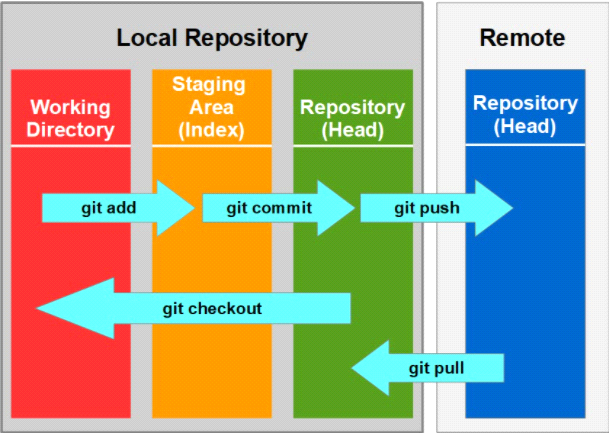 Local Repository
Remote
Working
Directory
Staging
Area
(Index)
Repository
(Head)
Repository
(Head)
git add
git commit
git push
git checkout
git pull